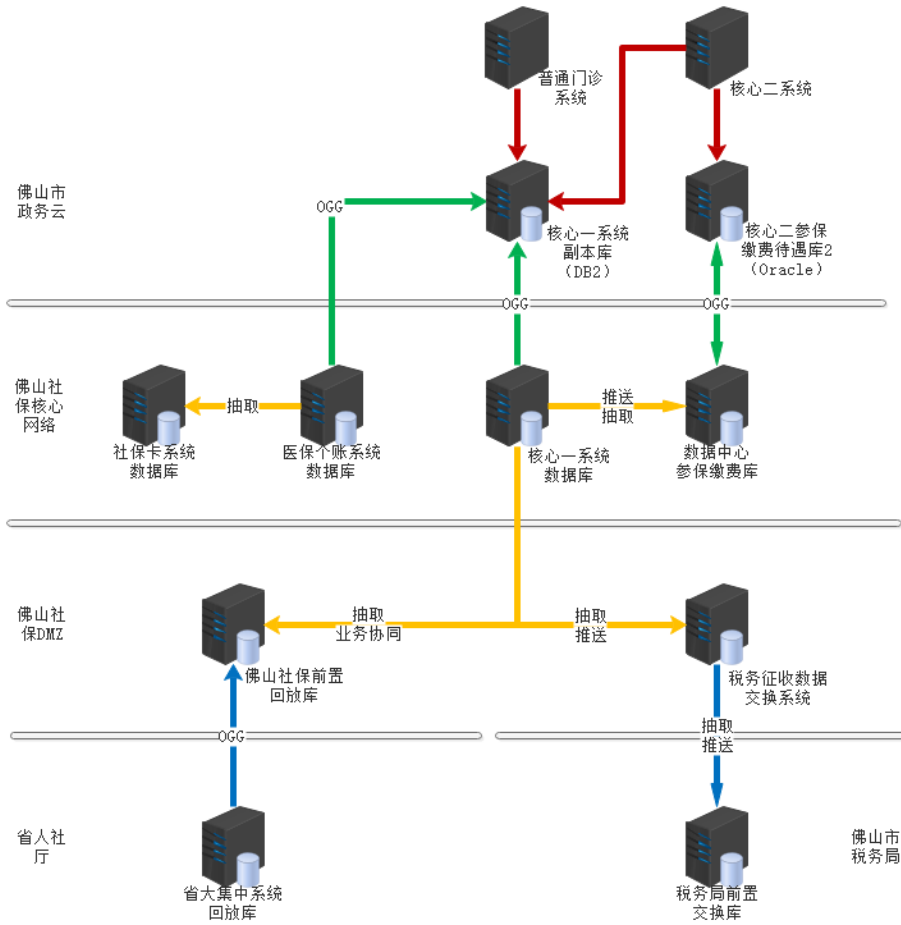 普通门诊
系统
核心二系统
佛山市
政务云
OGG
核心一系统
副本库
（DB2）
核心二参保
缴费待遇库2
（Oracle）
OGG
OGG
佛山社
保核心
网络
抽取
推送
抽取
社保卡系统
数据库
医保个账系统
数据库
核心一系统
数据库
数据中心
参保缴费库
佛山社
保DMZ
抽取
业务协同
抽取
推送
佛山社保前置
回放库
税务征收数据
交换系统
OGG
抽取
推送
省人社
厅
佛山市
税务局
省大集中系统
回放库
税务局前置
交换库